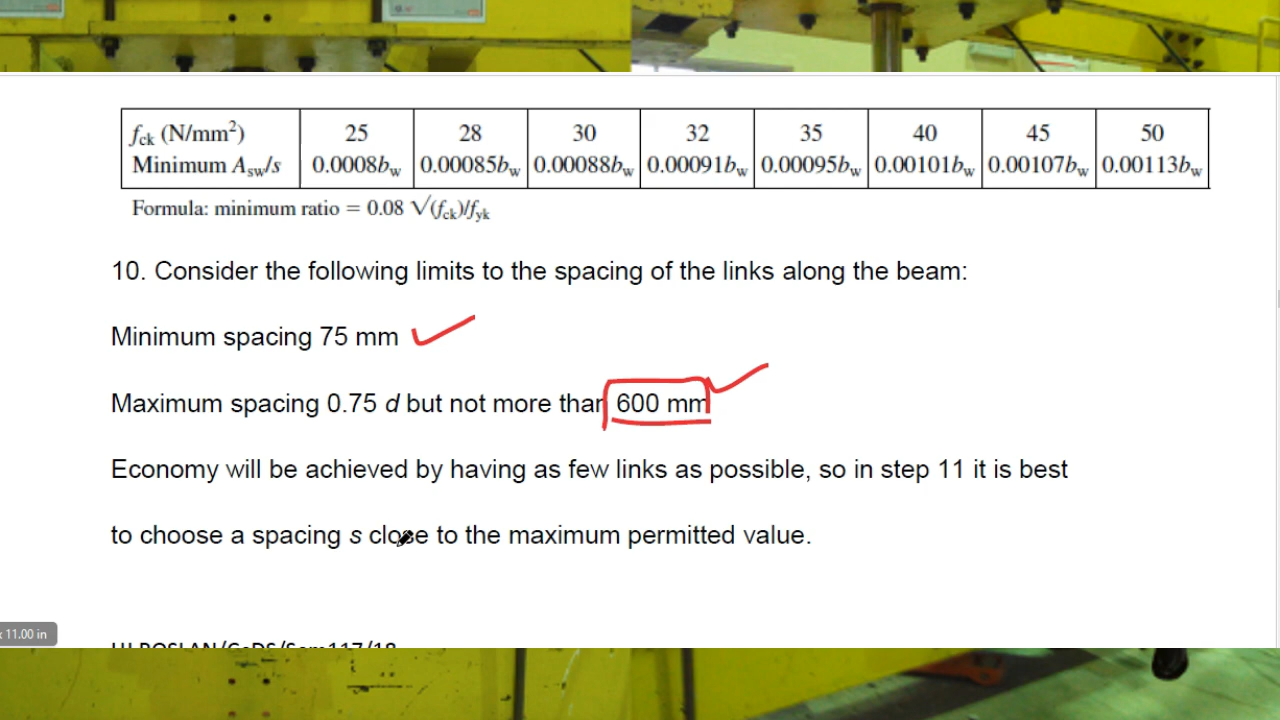 fck (N/mm²) 25 28 30 32 35 40 45 50
Minimum Asw/s 0.0008bw 0.00085bw 0.00088bw 0.00091bw 0.00095bw 0.00101bw 0.00107bw 0.00113bw
Formula: minimum ratio = 0.08 √(fck)/fyk
10. Consider the following limits to the spacing of the links along the beam:
Minimum spacing 75 mm
Maximum spacing 0.75 d but not more than 600 mm
Economy will be achieved by having as few links as possible, so in step 11 it is best
to choose a spacing s close to the maximum permitted value.
x 11.00 in